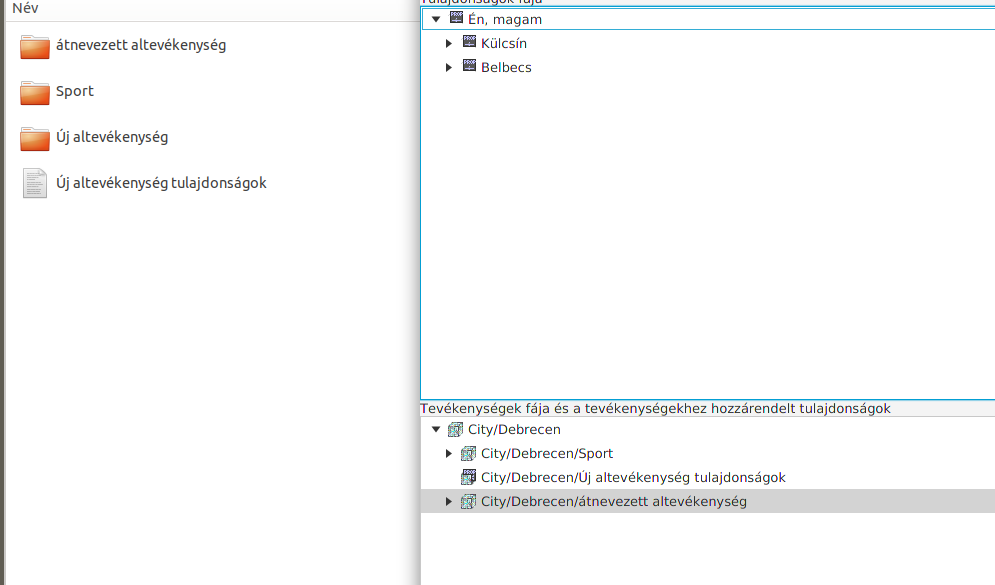 Név
átnevezett altevékenység
Sport
Új altevékenység
Új altevékenység tulajdonságok
Tulajdonságok fája
Én, magam
Külcsín
Belbecs
Tevékenységek fája és a tevékenységekhez hozzárendelt tulajdonságok
City/Debrecen
City/Debrecen/Sport
City/Debrecen/Új altevékenység tulajdonságok
City/Debrecen/átnevezett altevékenység